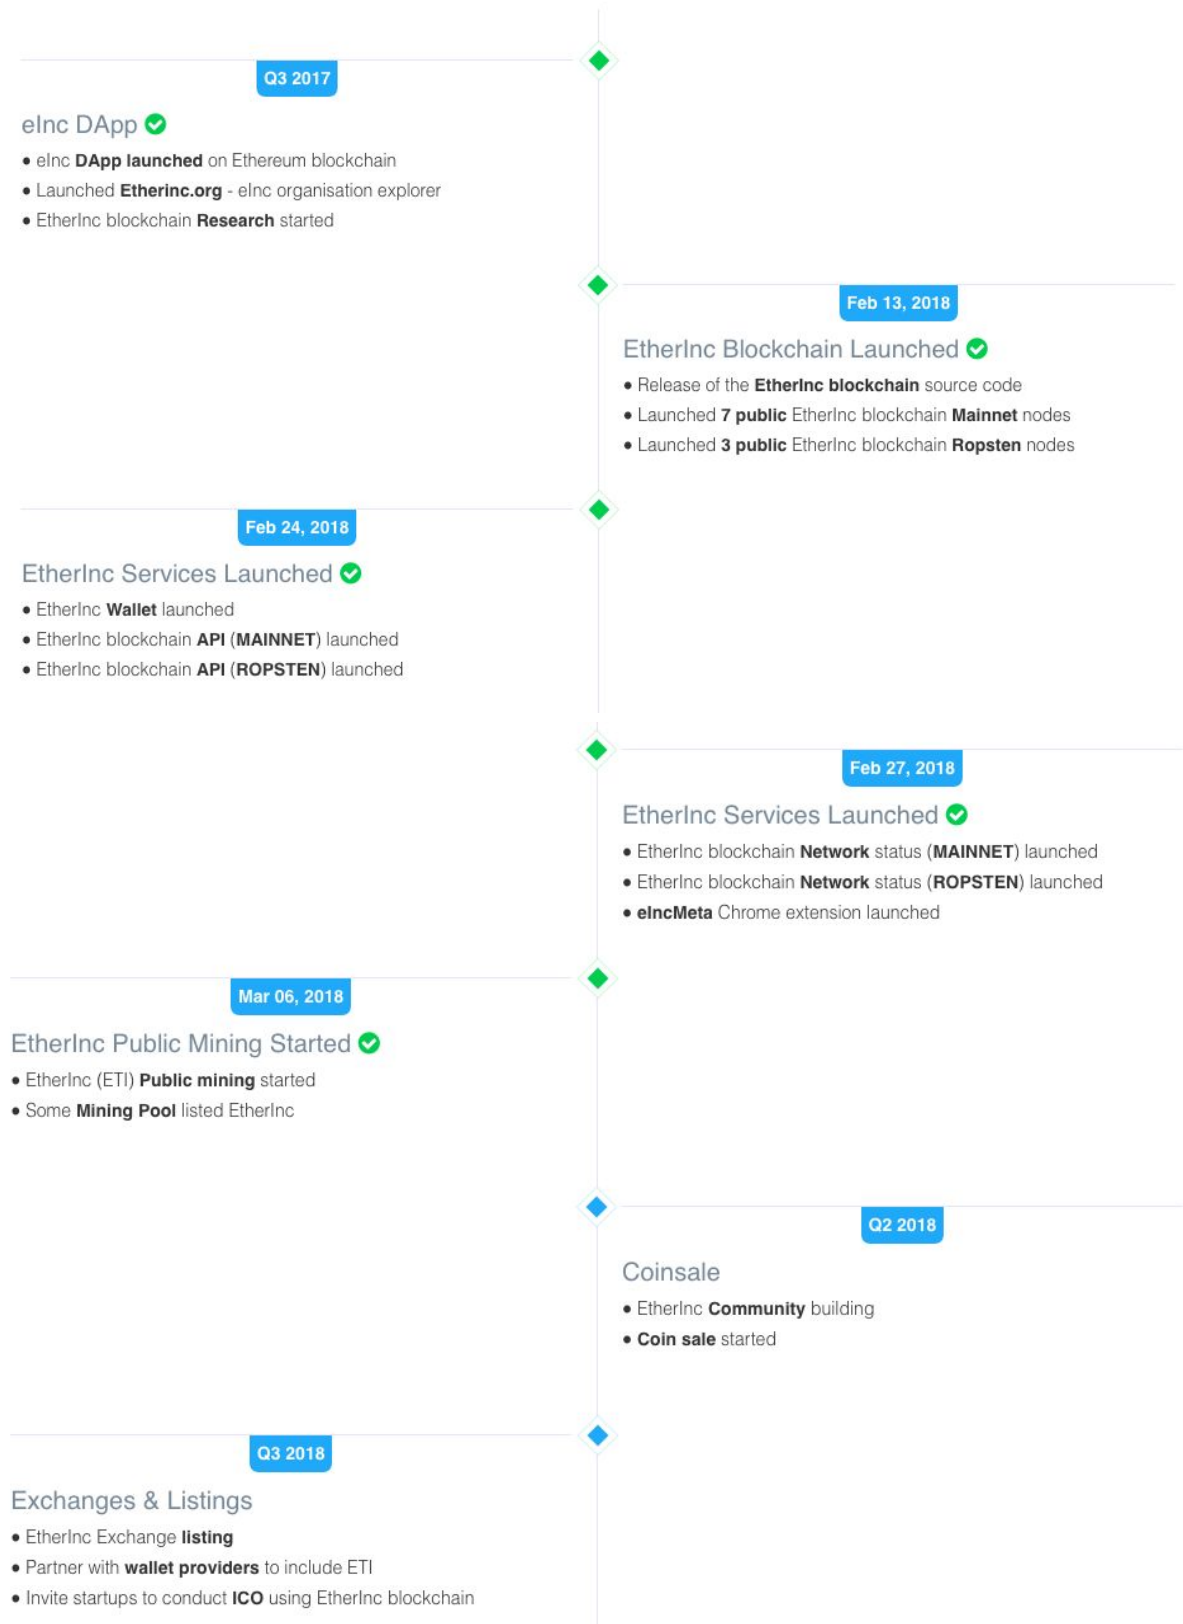 Q3 2017
eInc DApp
• eInc DApp launched on Ethereum blockchain
• Launched Etherinc.org - eInc organisation explorer
• EtherInc blockchain Research started
Feb 13, 2018
EtherInc Blockchain Launched
• Release of the EtherInc blockchain source code
• Launched 7 public EtherInc blockchain Mainnet nodes
• Launched 3 public EtherInc blockchain Ropsten nodes
Feb 24, 2018
EtherInc Services Launched
• EtherInc Wallet launched
• EtherInc blockchain API (MAINNET) launched
• EtherInc blockchain API (ROPSTEN) launched
Feb 27, 2018
EtherInc Services Launched
• EtherInc blockchain Network status (MAINNET) launched
• EtherInc blockchain Network status (ROPSTEN) launched
• eIncMeta Chrome extension launched
Mar 06, 2018
EtherInc Public Mining Started
• EtherInc (ETI) Public mining started
• Some Mining Pool listed EtherInc
Q2 2018
Coinsale
• EtherInc Community building
• Coin sale started
Q3 2018
Exchanges & Listings
• EtherInc Exchange listing
• Partner with wallet providers to include ETI
• Invite startups to conduct ICO using EtherInc blockchain